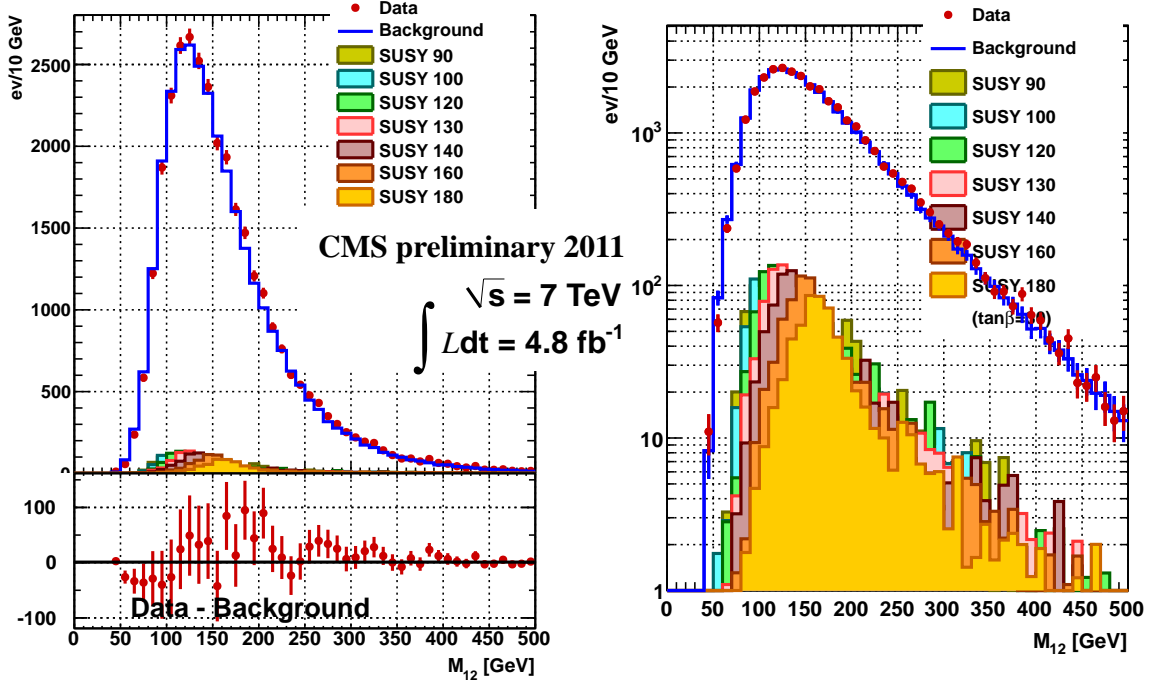 Data
Background
SUSY 90
SUSY 100
SUSY 120
SUSY 130
SUSY 140
SUSY 160
SUSY 180
ev/10 GeV
2500
2000
1500
1000
500
0
CMS preliminary 2011
√s = 7 TeV
∫ Ldt = 4.8 fb-1
100
0
-100
Data - Background
0 50 100 150 200 250 300 350 400 450 500
M12 [GeV]
Data
Background
SUSY 90
SUSY 100
SUSY 120
SUSY 130
SUSY 140
SUSY 160
SUSY 180
(tanβ=30)
ev/10 GeV
103
102
10
1
0 50 100 150 200 250 300 350 400 450 500
M12 [GeV]